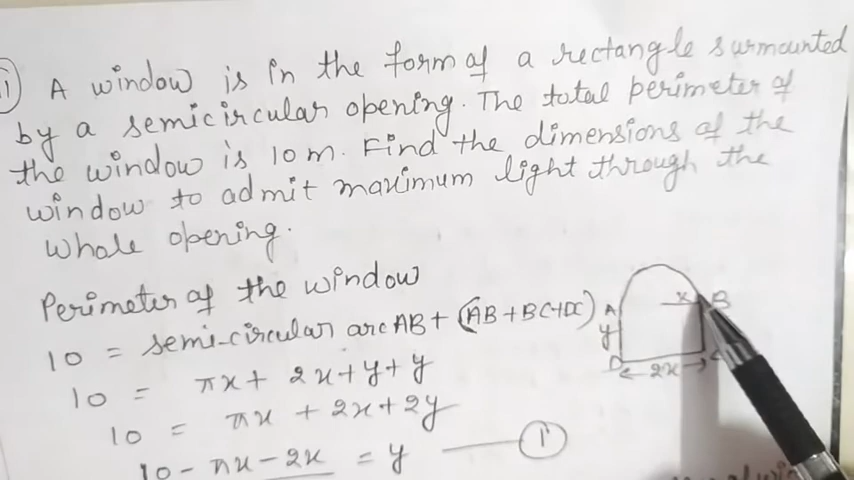 1) A window is in the form of a rectangle surmounted
by a semicircular opening. The total perimeter of
the window is 10 m. Find the dimensions of the
window to admit maximum light through the
whole opening.
Perimeter of the window
10 = semi-circular arc AB + (AB + BC + DC)
10 = πx + 2x + y + y
10 = πx + 2x + 2y
10 - πx - 2x = y — 1
A x B
y
D 2x C